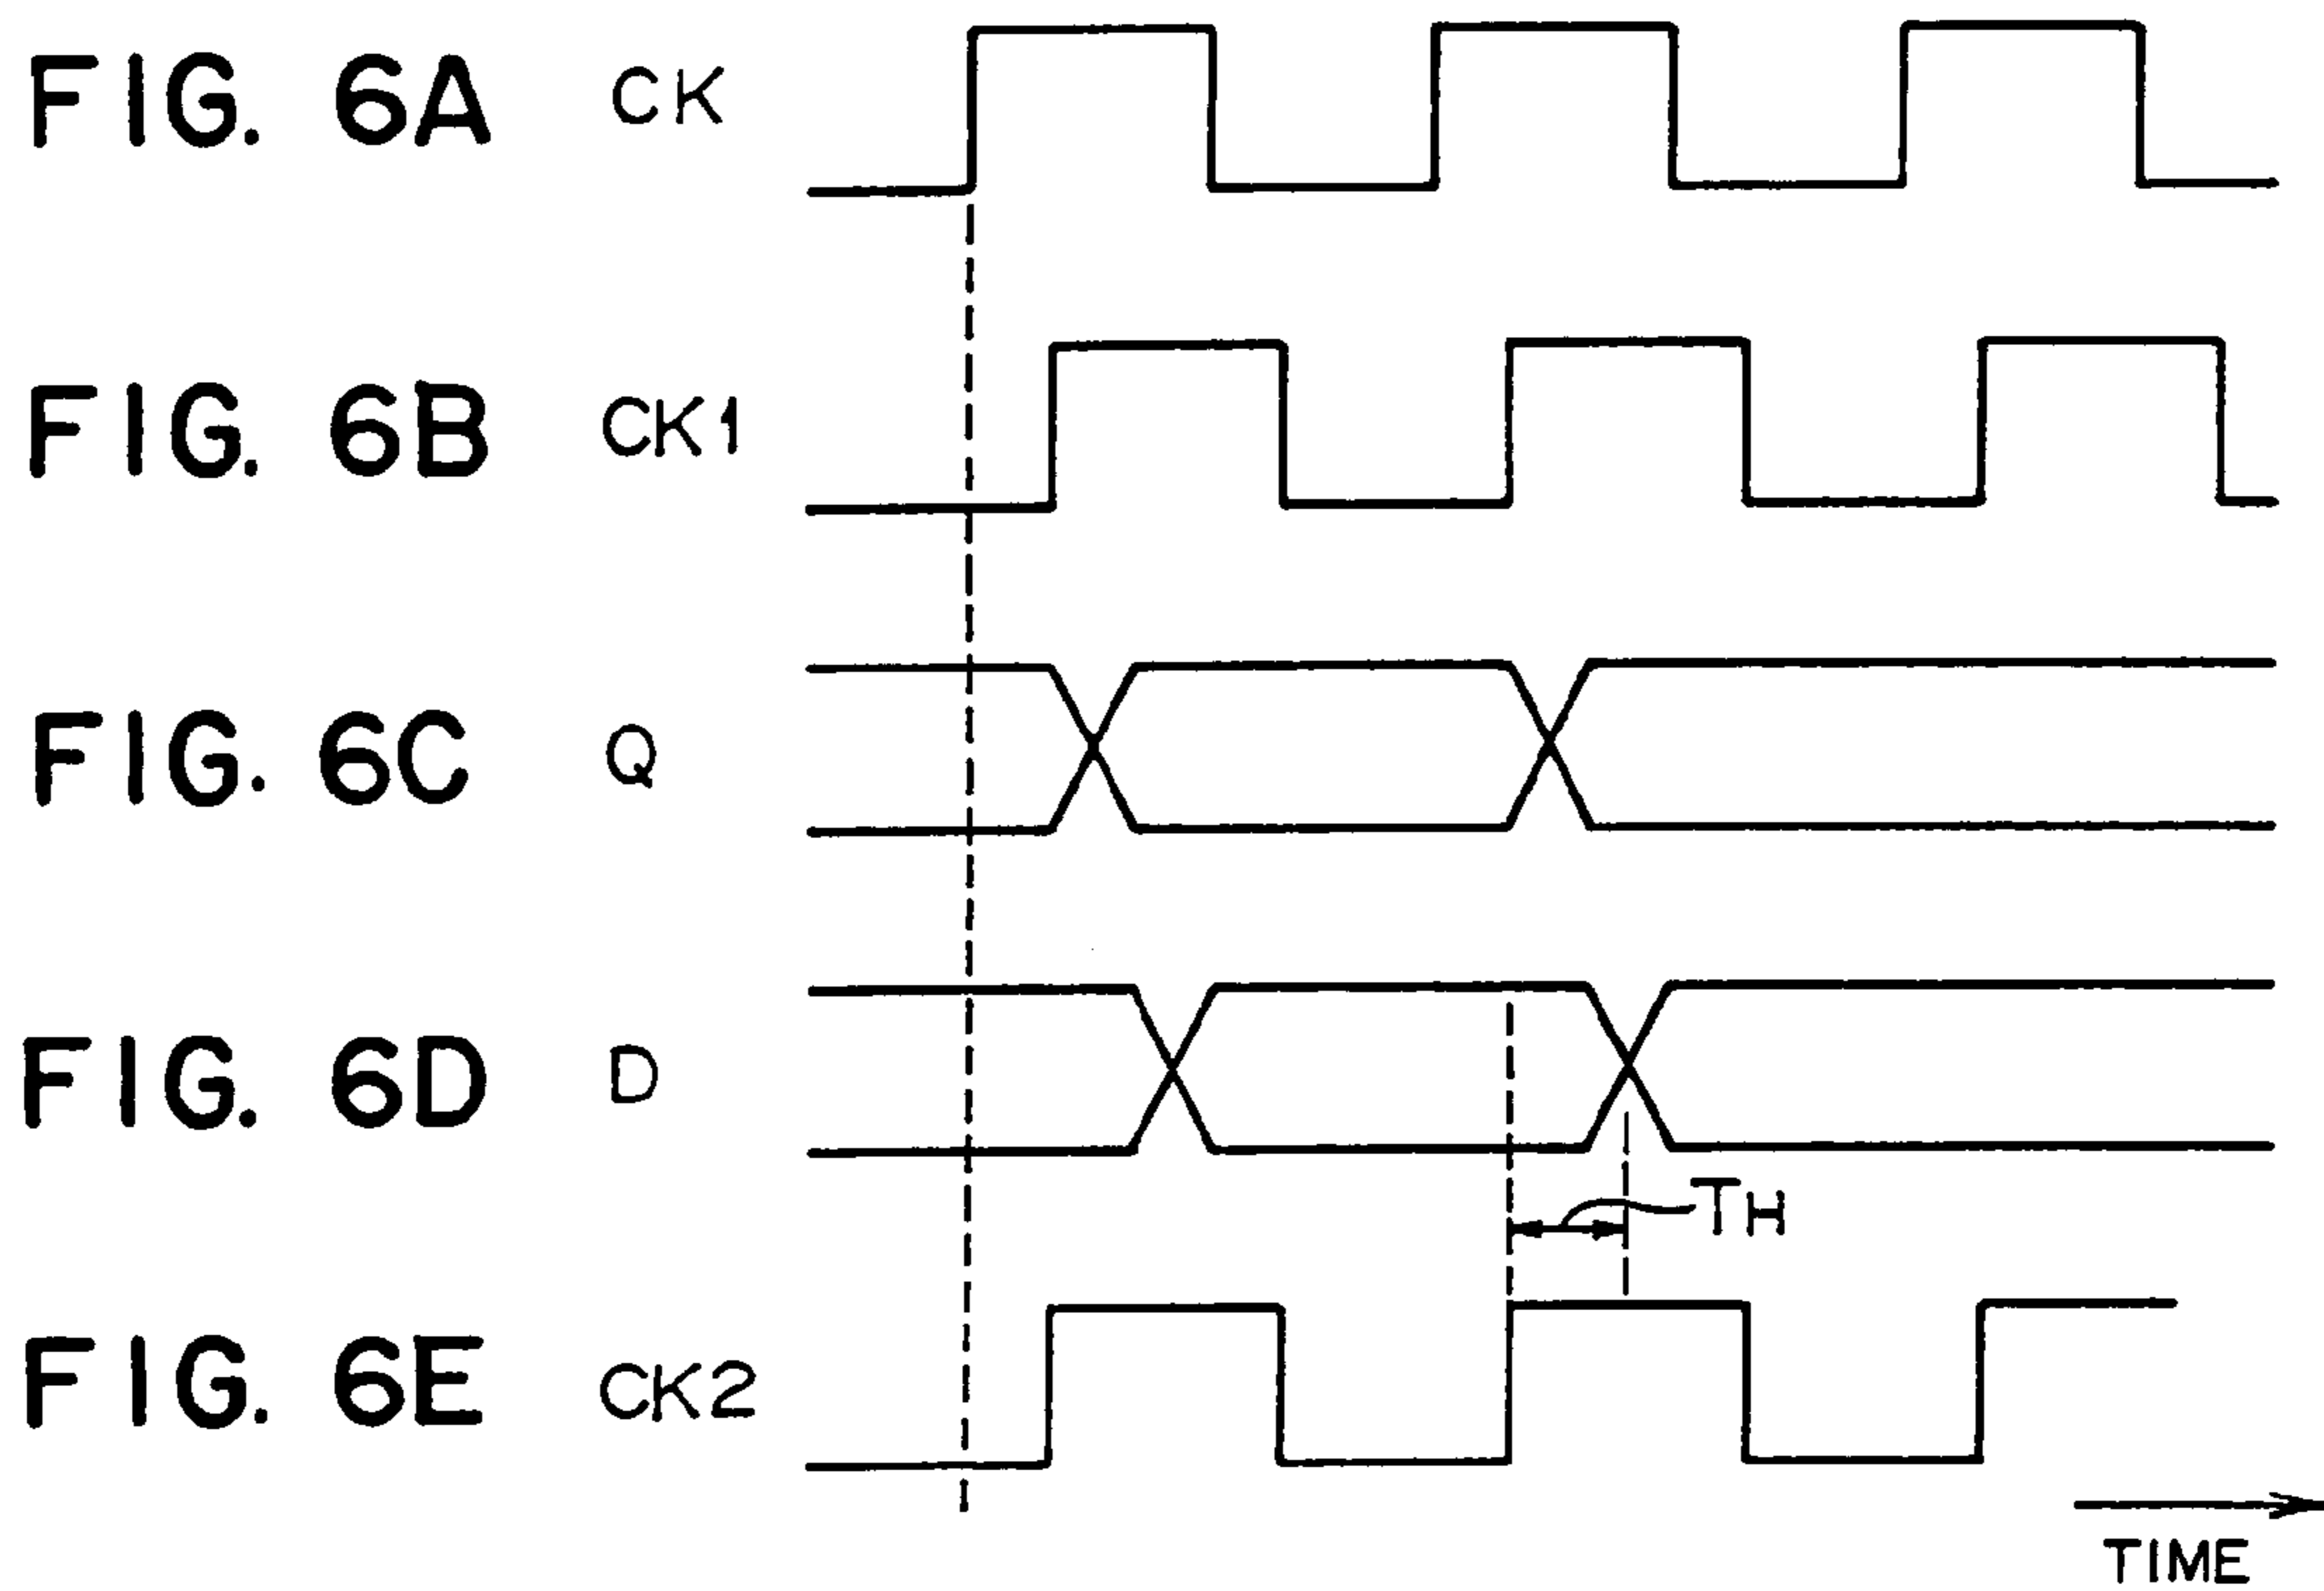 FIG. 6A CK
FIG. 6B CK1
FIG. 6C Q
FIG. 6D D
TH
FIG. 6E CK2
TIME